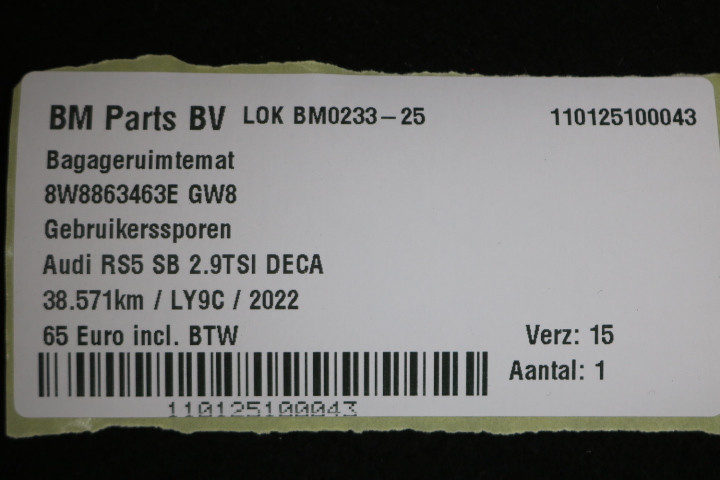 BM Parts BV LOK BM0233-25 110125100043
Bagageruimtemat
8W8863463E GW8
Gebruikerssporen
Audi RS5 SB 2.9TSI DECA
38.571km / LY9C / 2022
65 Euro incl. BTW Verz: 15
Aantal: 1
110125100043